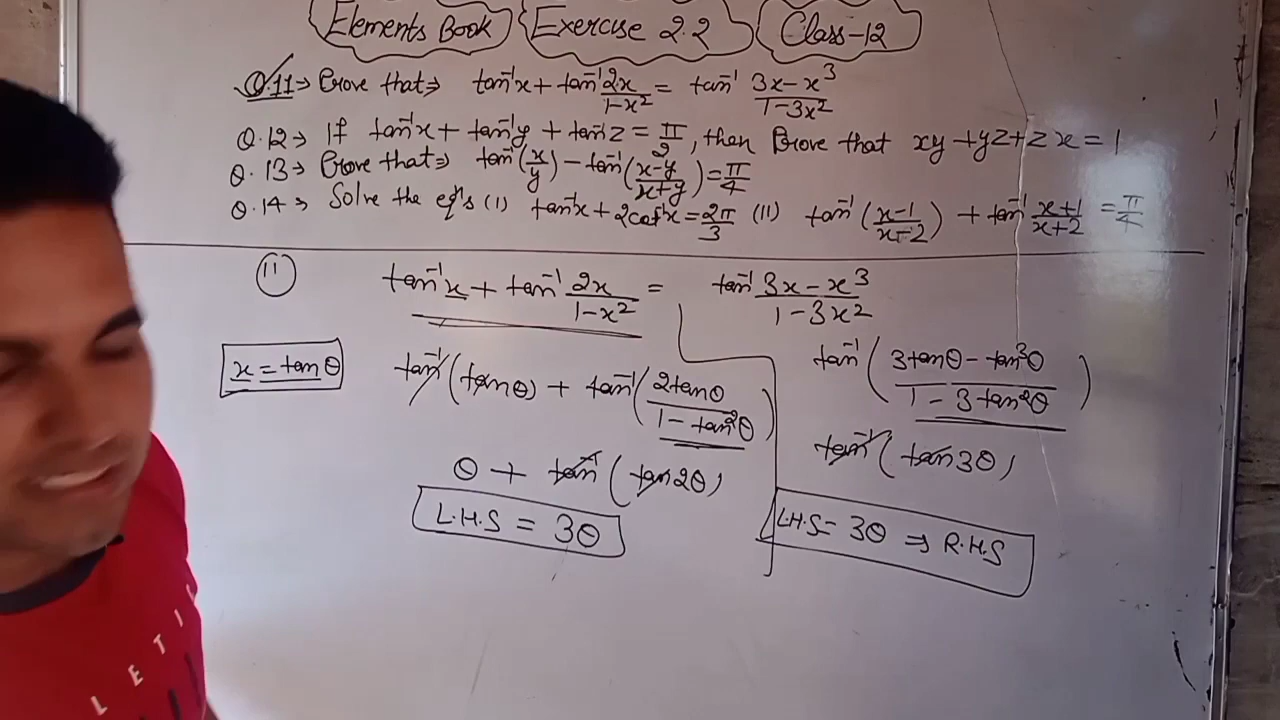 Elements Book Exercise 2.2 Class-12
Q.11⇒ Prove that⇒ tan⁻¹x + tan⁻¹ 2x/1-x² = tan⁻¹ 3x-x³/1-3x²
Q.12⇒ If tan⁻¹x + tan⁻¹y + tan⁻¹z = π/2, then Prove that xy+yz+zx=1
Q.13⇒ Prove that⇒ tan⁻¹(x/y) - tan⁻¹(x-y/x+y) = π/4
Q.14⇒ Solve the eqⁿs (I) tan⁻¹x + 2cot⁻¹x = 2π/3 (II) tan⁻¹(x-1/x-2) + tan⁻¹ x+1/x+2 = π/4
11 tan⁻¹x + tan⁻¹ 2x/1-x² = tan⁻¹ 3x-x³/1-3x²
x = tanθ tan⁻¹(tanθ) + tan⁻¹(2tanθ/1-tan²θ) tan⁻¹(3tanθ-tan³θ/1-3tan²θ)
θ + tan⁻¹(tan2θ) tan⁻¹(tan3θ)
L.H.S = 3θ L.H.S = 3θ ⇒ R.H.S
L E T I